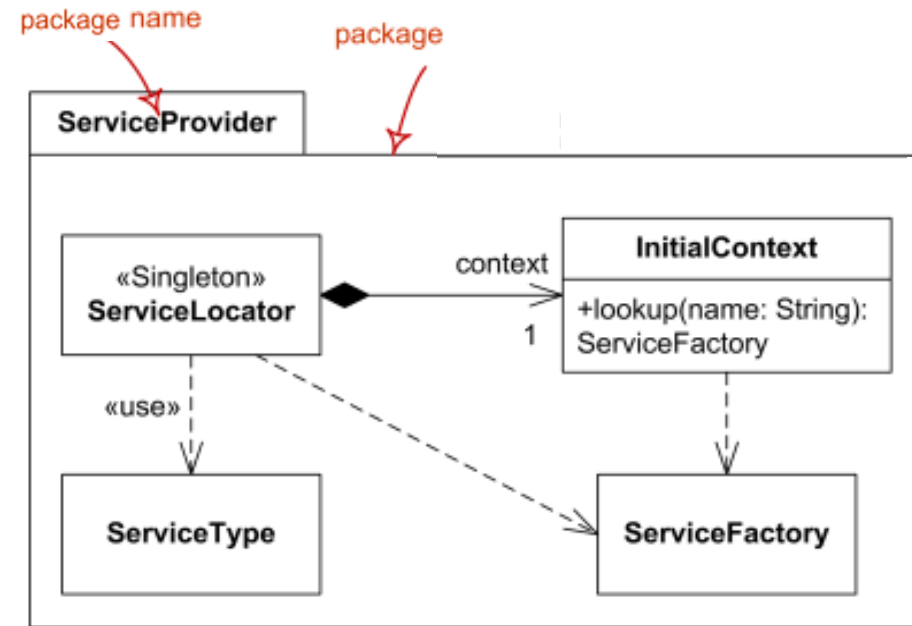 package name
package
ServiceProvider
«Singleton»
ServiceLocator
context
1
InitialContext
+lookup(name: String):
ServiceFactory
«use»
ServiceType
ServiceFactory